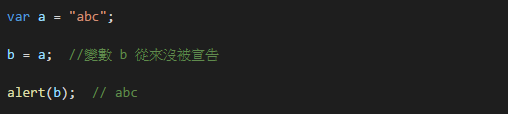 var a = "abc";
b = a;  //變數 b 從來沒被宣告
alert(b);  // abc